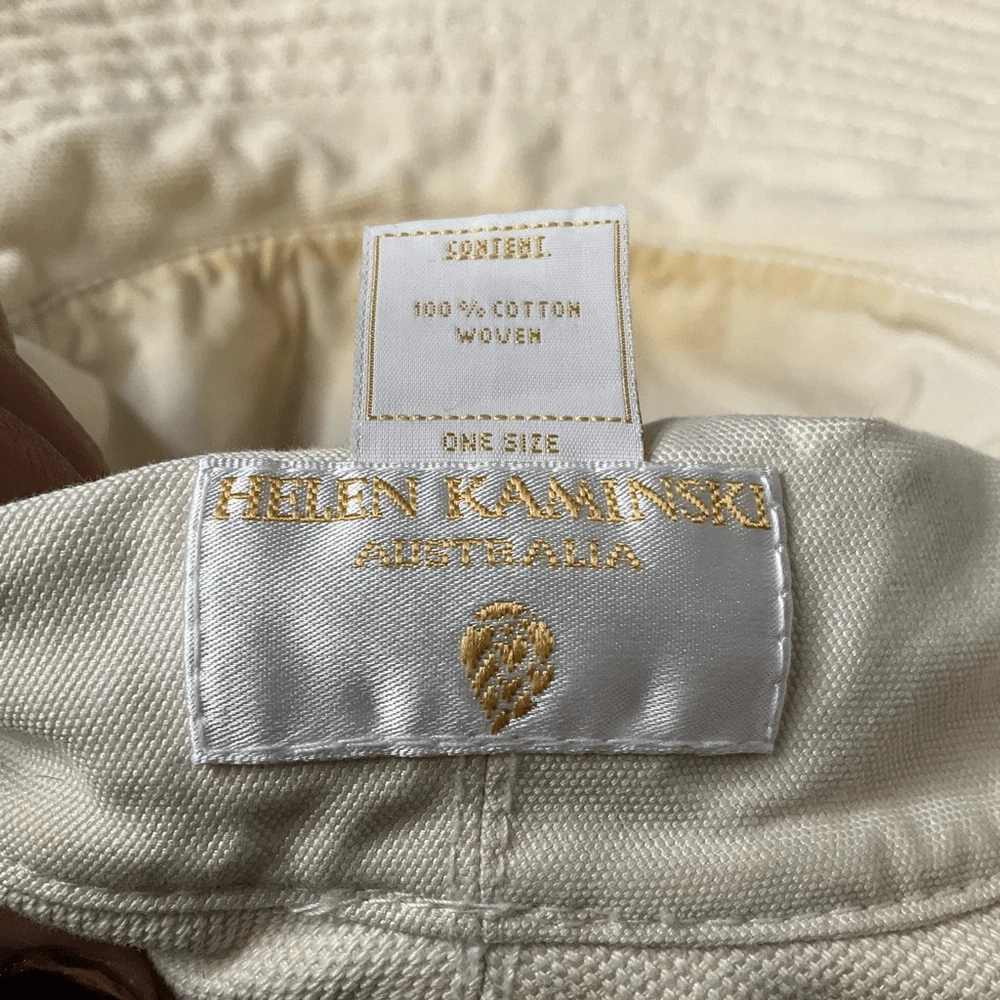 CONTENT
100 % COTTON
WOVEN
ONE SIZE
HELEN KAMINSKI
AUSTRALIA